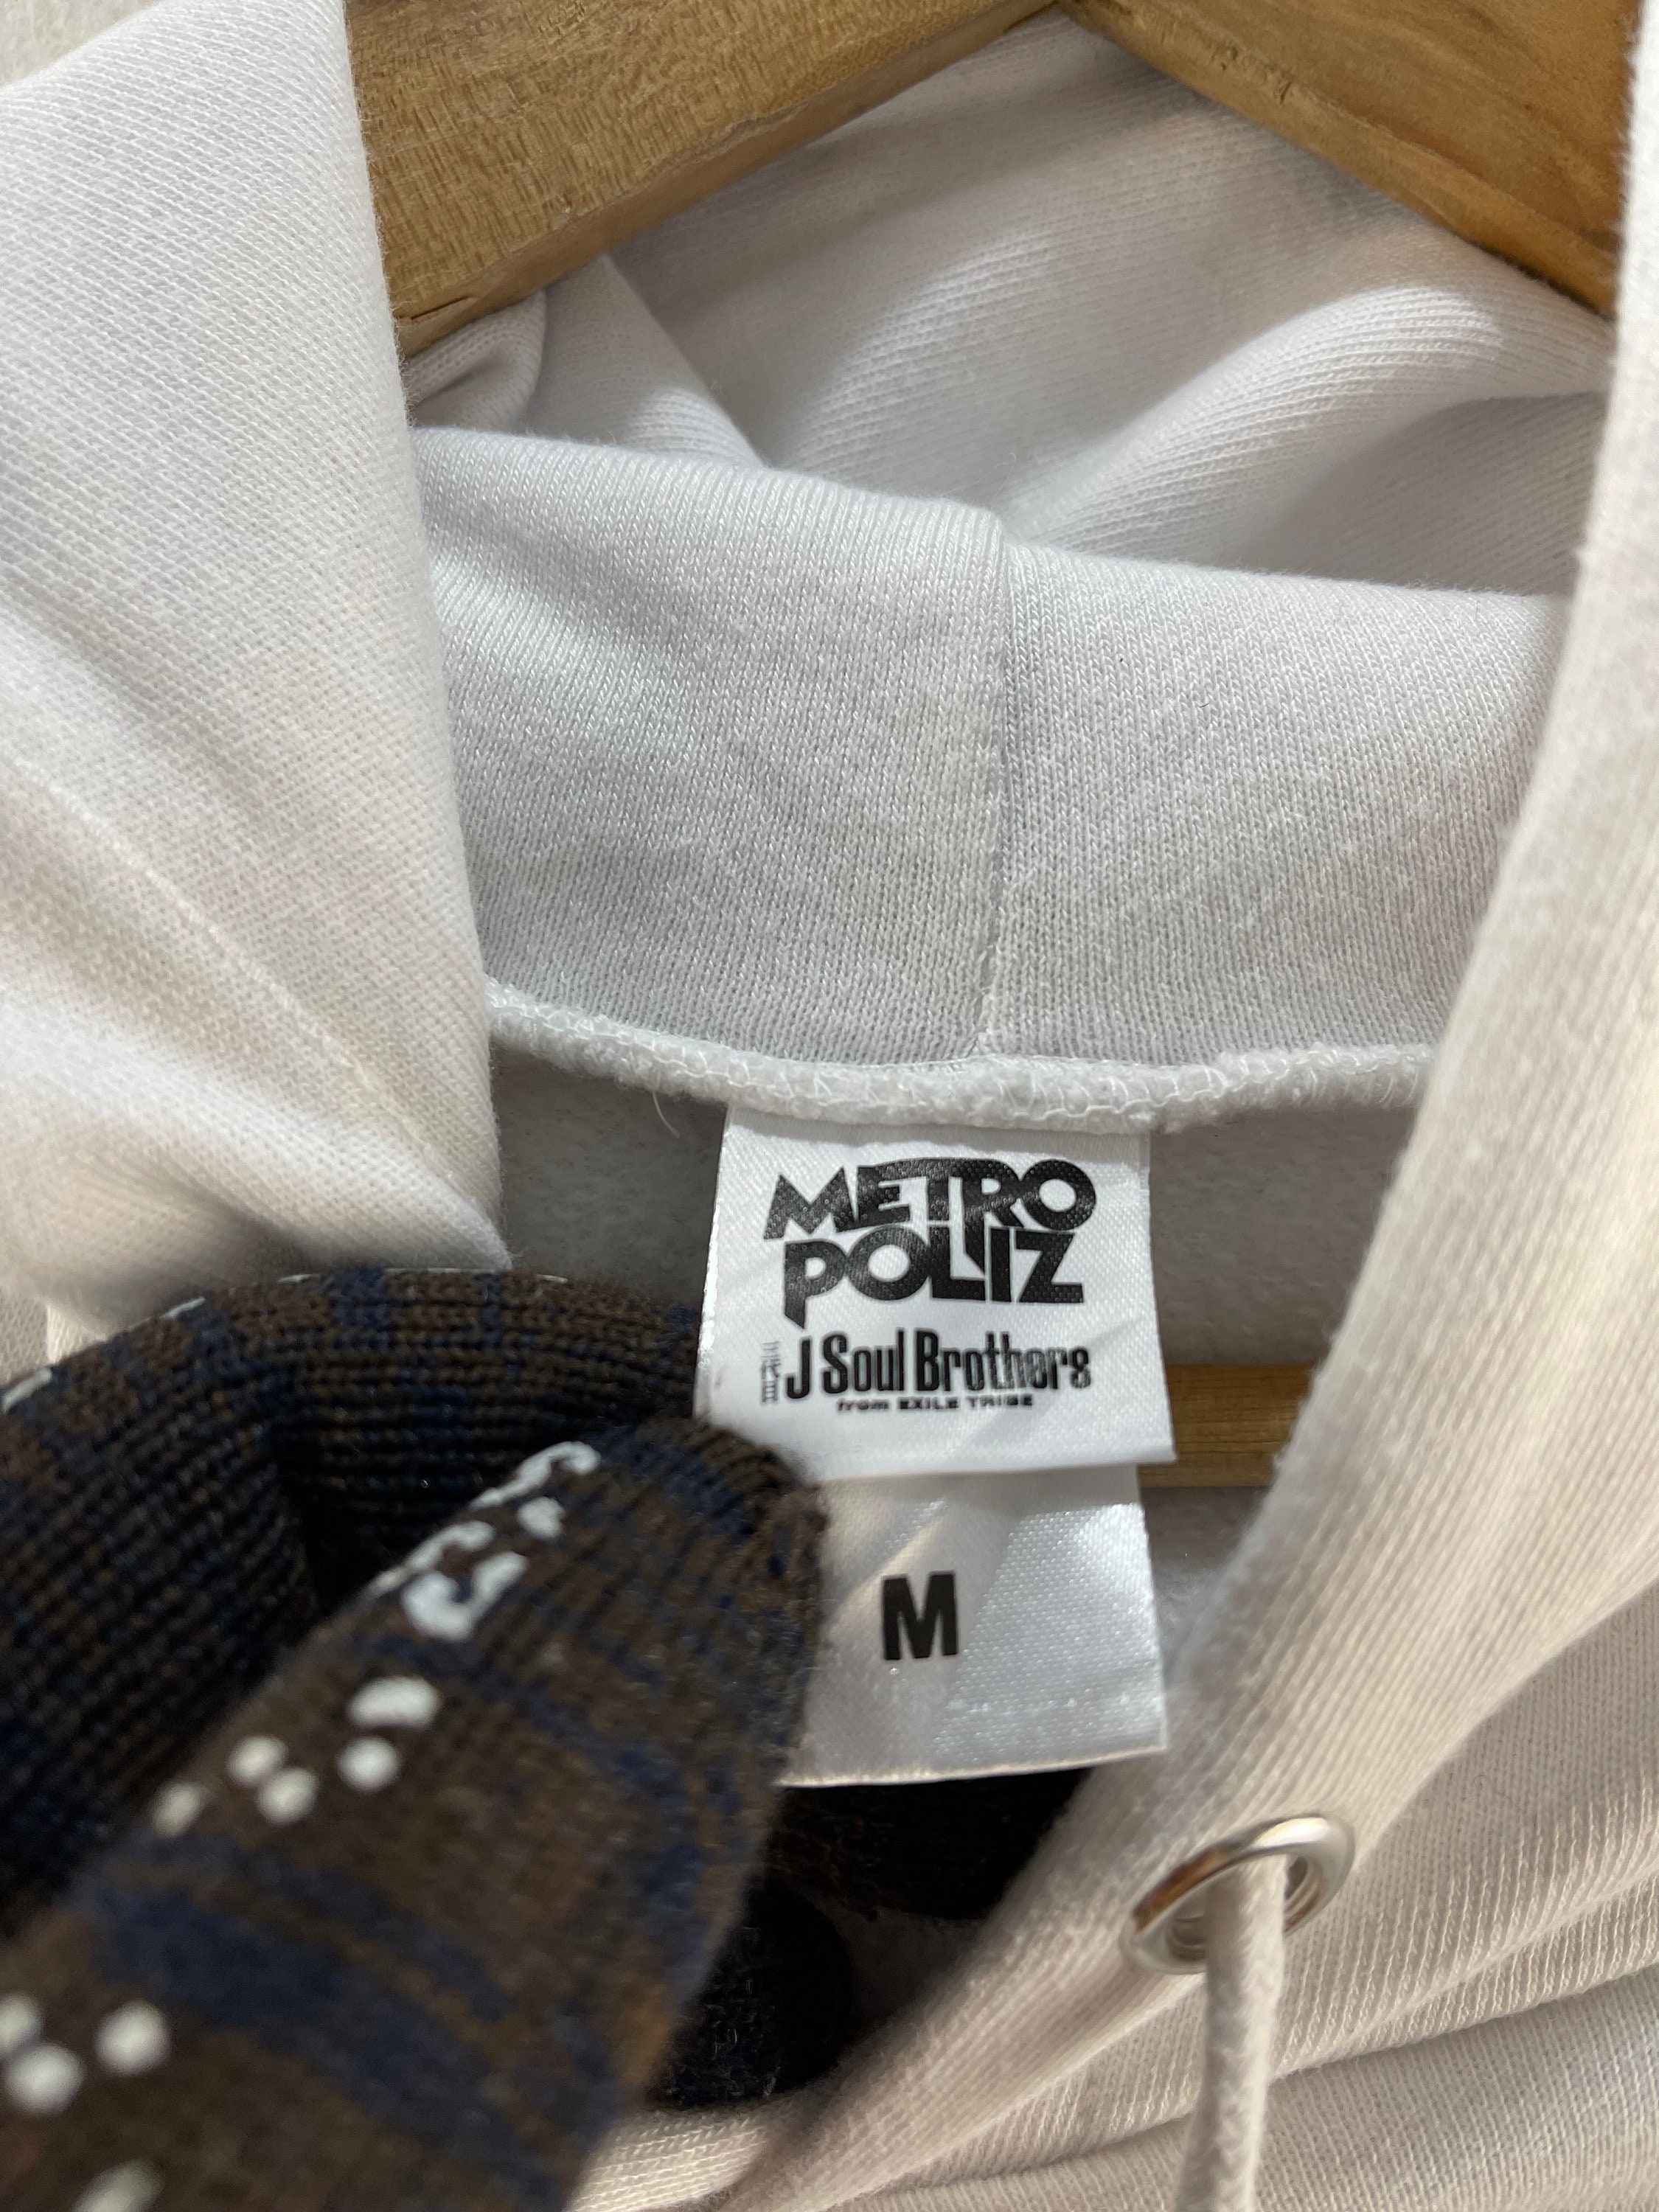 METRO
POLIZ
三代目
J Soul Brothers
from EXILE TRIBE
M